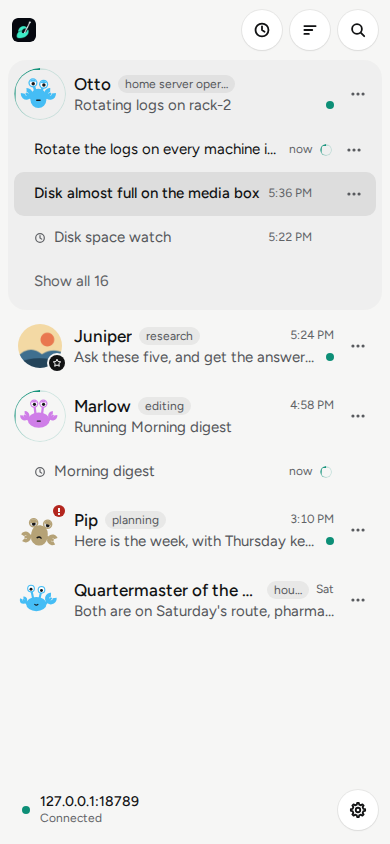 Otto home server oper...
Rotating logs on rack-2
Rotate the logs on every machine i... now
Disk almost full on the media box 5:36 PM
Disk space watch 5:22 PM
Show all 16
Juniper research 5:24 PM
Ask these five, and get the answer...
Marlow editing 4:58 PM
Running Morning digest
Morning digest now
Pip planning 3:10 PM
Here is the week, with Thursday ke...
Quartermaster of the ... hou... Sat
Both are on Saturday's route, pharma...
127.0.0.1:18789
Connected